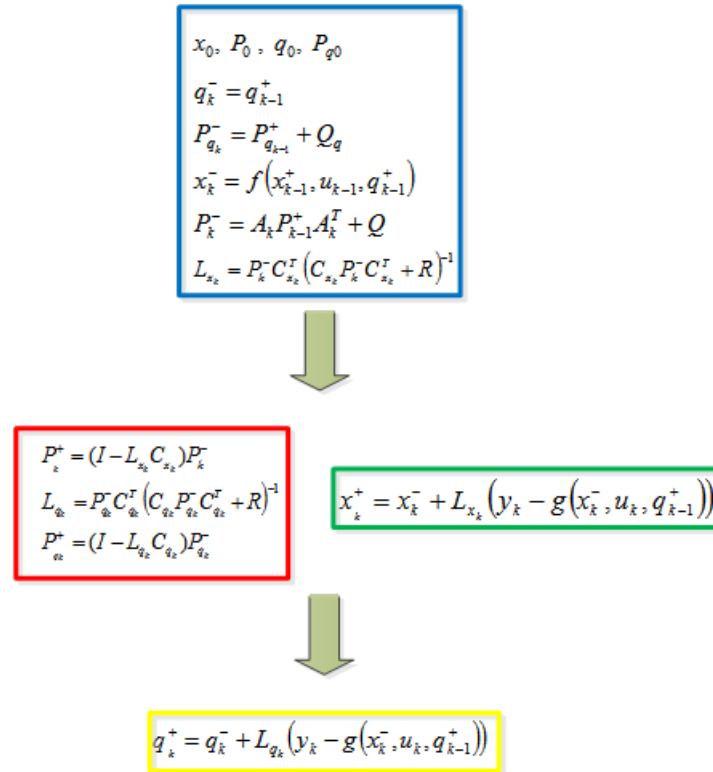 x_0, P_0 , q_0, P_{q0}
q_k^- = q_{k-1}^+
P_{q_k}^- = P_{q_{k-1}}^+ + Q_q
x_k^- = f(x_{k-1}^+, u_{k-1}, q_{k-1}^+)
P_k^- = A_k P_{k-1}^+ A_k^T + Q
L_{x_k} = P_k^- C_{x_k}^T (C_{x_k} P_k^- C_{x_k}^T + R)^{-1}
P_k^+ = (I - L_{x_k} C_{x_k}) P_k^-
L_{q_k} = P_{q_k}^- C_{q_k}^T (C_{q_k} P_{q_k}^- C_{q_k}^T + R)^{-1}
P_{q_k}^+ = (I - L_{q_k} C_{q_k}) P_{q_k}^-
x_k^+ = x_k^- + L_{x_k} (y_k - g(x_k^-, u_k, q_{k-1}^+))
q_k^+ = q_k^- + L_{q_k} (y_k - g(x_k^-, u_k, q_{k-1}^+))